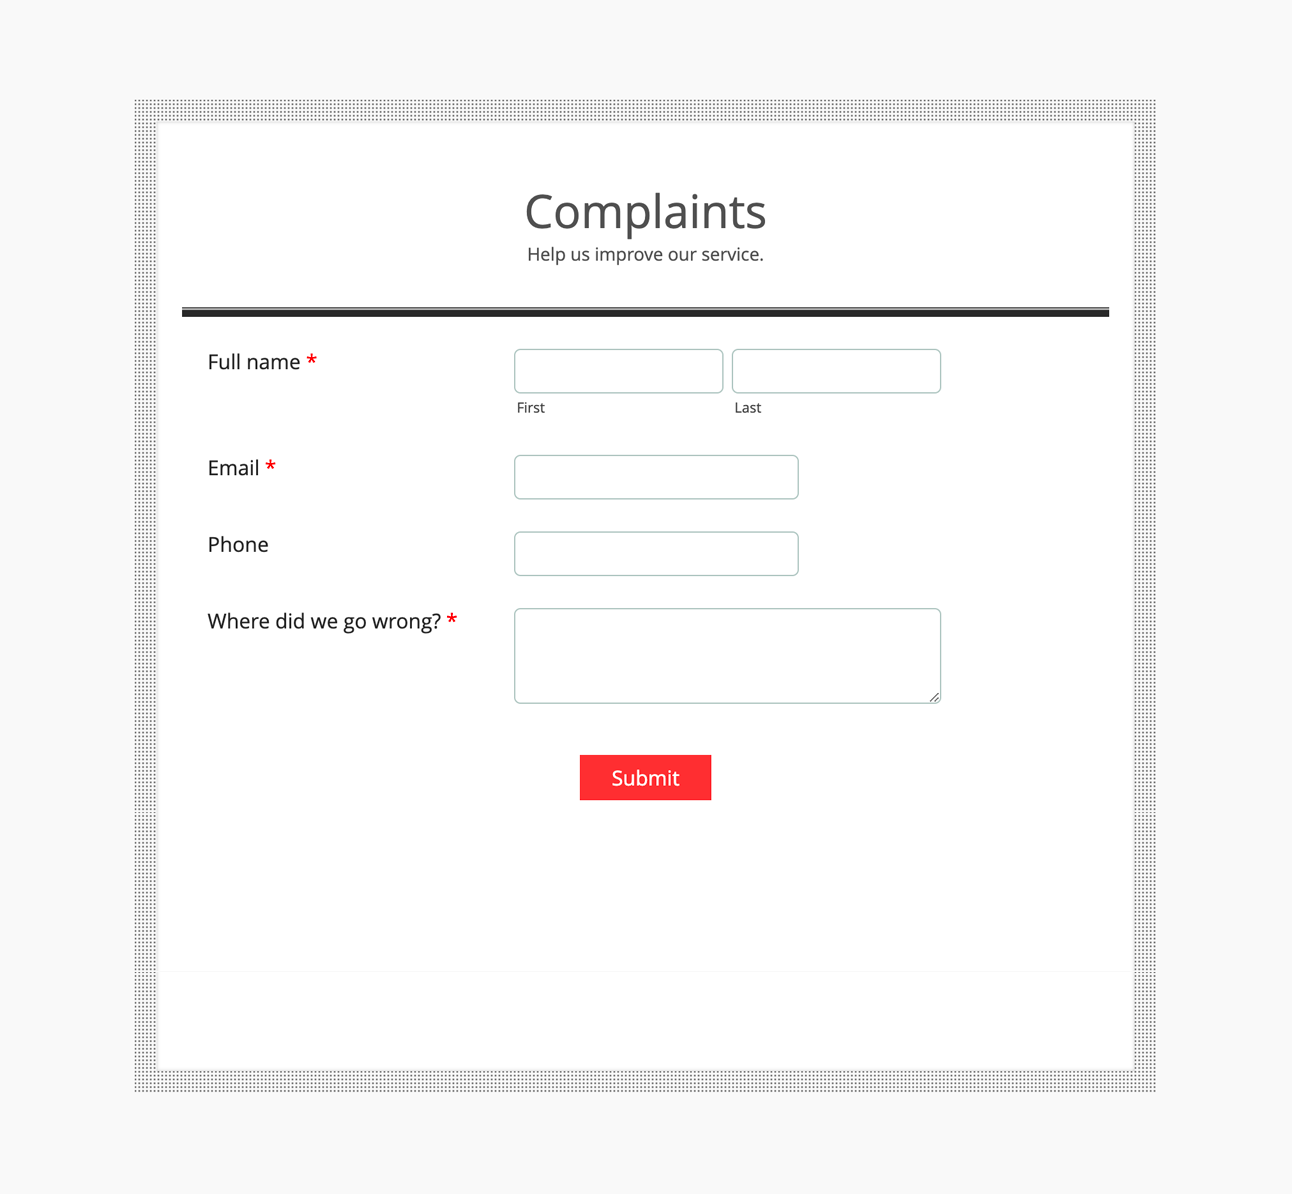 Complaints
Help us improve our service.
Full name *
First Last
Email *
Phone
Where did we go wrong? *
Submit